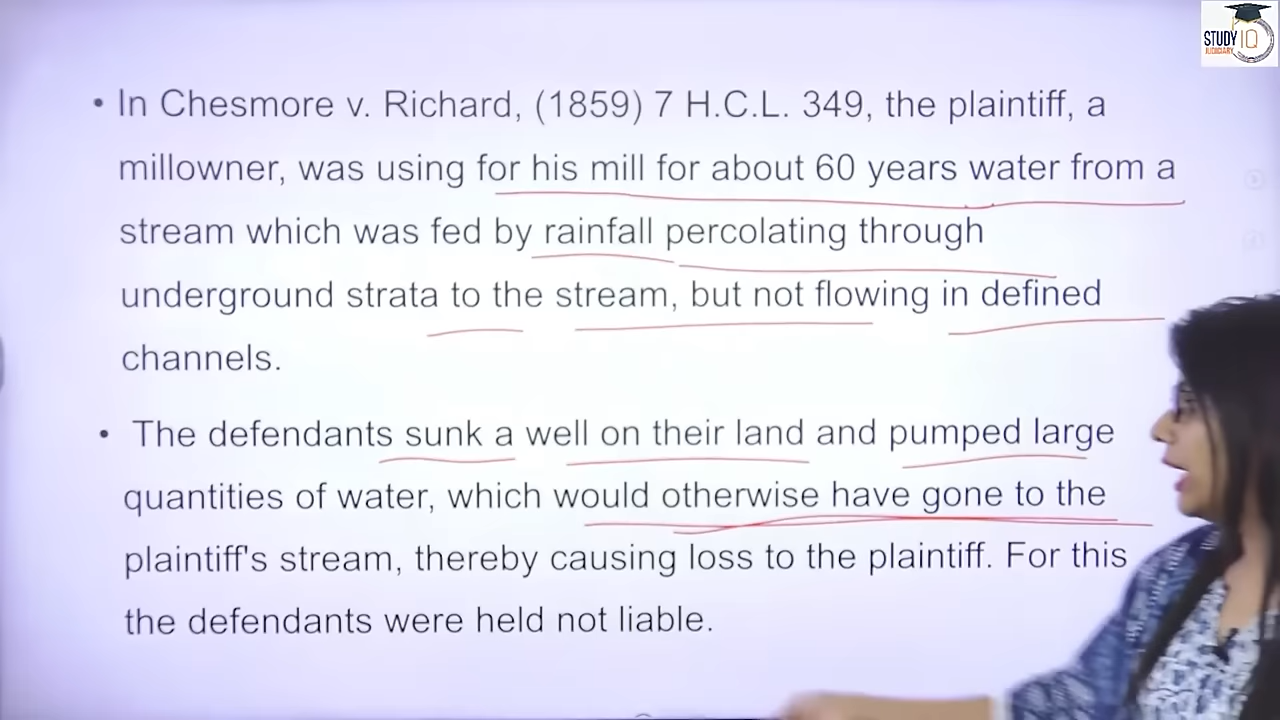 STUDY IQ
JUDICIARY
• In Chesmore v. Richard, (1859) 7 H.C.L. 349, the plaintiff, a
millowner, was using for his mill for about 60 years water from a
stream which was fed by rainfall percolating through
underground strata to the stream, but not flowing in defined
channels.
• The defendants sunk a well on their land and pumped large
quantities of water, which would otherwise have gone to the
plaintiff's stream, thereby causing loss to the plaintiff. For this
the defendants were held not liable.